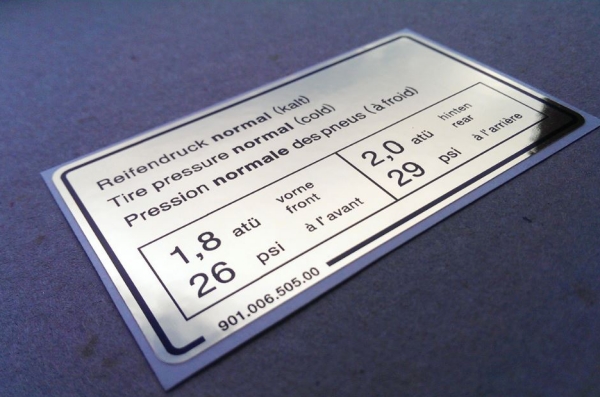 Reifendruck normal (kalt)
Tire pressure normal (cold)
Pression normale des pneus (à froid)
1,8 atü vorne
front
26 psi à l'avant
2,0 atü hinten
rear
29 psi à l'arrière
901.006.505.00